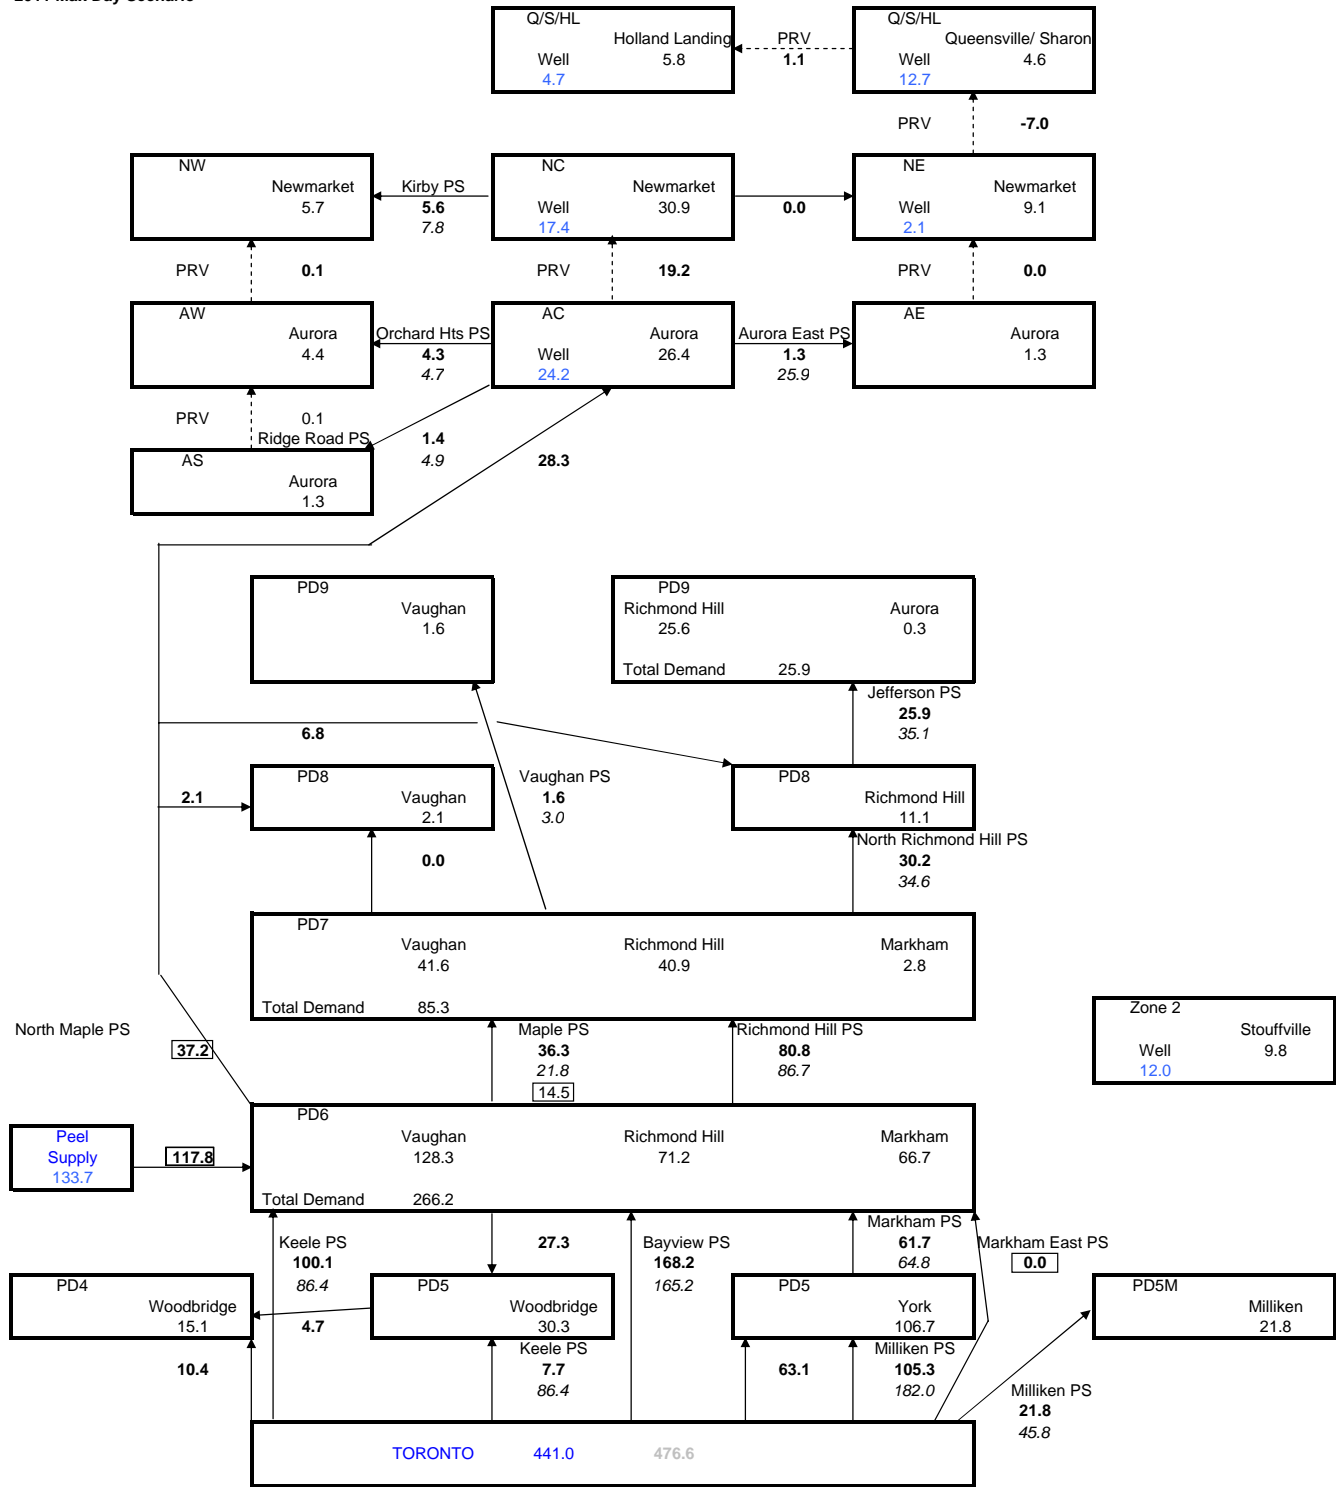 Q/S/HL
Holland Landing
Well 5.8
4.7
PRV
1.1
Q/S/HL
Queensville/ Sharon
Well 4.6
12.7
PRV -7.0
NW
Newmarket
5.7
Kirby PS
5.6
7.8
NC
Newmarket
Well 30.9
17.4
0.0
NE
Newmarket
Well 9.1
2.1
PRV 0.1
PRV 19.2
PRV 0.0
AW
Aurora
4.4
Orchard Hts PS
4.3
4.7
AC
Aurora
Well 26.4
24.2
Aurora East PS
1.3
25.9
AE
Aurora
1.3
PRV 0.1
Ridge Road PS 1.4
4.9
28.3
AS
Aurora
1.3
PD9
Vaughan
1.6
PD9
Richmond Hill Aurora
25.6 0.3
Total Demand 25.9
Jefferson PS
25.9
35.1
6.8
PD8
Vaughan
2.1
2.1
Vaughan PS
1.6
3.0
PD8
Richmond Hill
11.1
0.0
North Richmond Hill PS
30.2
34.6
PD7
Vaughan Richmond Hill Markham
41.6 40.9 2.8
Total Demand 85.3
Zone 2
Stouffville
Well 9.8
12.0
North Maple PS
37.2
Maple PS
36.3
21.8
14.5
Richmond Hill PS
80.8
86.7
PD6
Vaughan Richmond Hill Markham
128.3 71.2 66.7
Total Demand 266.2
Peel
Supply
133.7
117.8
Keele PS
100.1
86.4
27.3
Bayview PS
168.2
165.2
Markham PS
61.7
64.8
Markham East PS
0.0
PD4
Woodbridge
15.1
4.7
PD5
Woodbridge
30.3
PD5
York
106.7
PD5M
Milliken
21.8
10.4
Keele PS
7.7
86.4
63.1
Milliken PS
105.3
182.0
Milliken PS
21.8
45.8
TORONTO 441.0 476.6